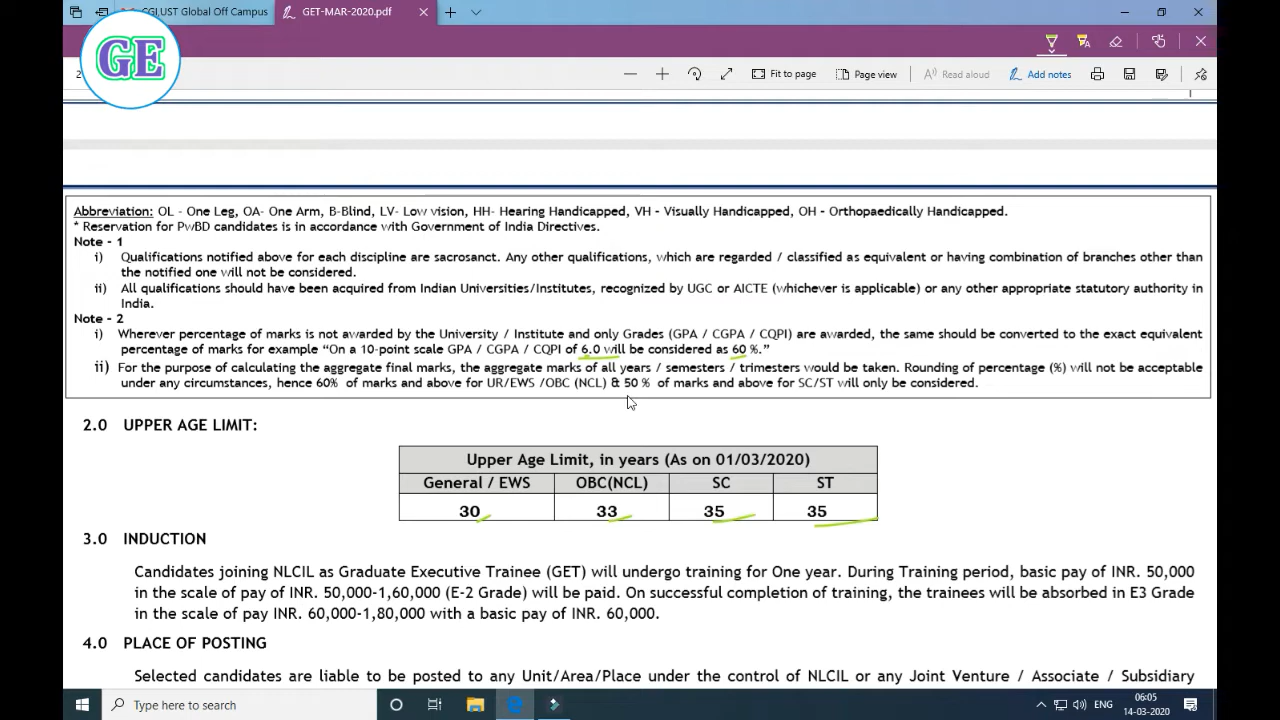 CGI,UST Global Off Campus
GET-MAR-2020.pdf
GE
2
Fit to page
Page view
Read aloud
Add notes
Abbreviation: OL - One Leg, OA- One Arm, B-Blind, LV- Low vision, HH- Hearing Handicapped, VH - Visually Handicapped, OH - Orthopaedically Handicapped.
* Reservation for PwBD candidates is in accordance with Government of India Directives.
Note - 1
i) Qualifications notified above for each discipline are sacrosanct. Any other qualifications, which are regarded / classified as equivalent or having combination of branches other than
the notified one will not be considered.
ii) All qualifications should have been acquired from Indian Universities/Institutes, recognized by UGC or AICTE (whichever is applicable) or any other appropriate statutory authority in
India.
Note - 2
i) Wherever percentage of marks is not awarded by the University / Institute and only Grades (GPA / CGPA / CQPI) are awarded, the same should be converted to the exact equivalent
percentage of marks for example “On a 10-point scale GPA / CGPA / CQPI of 6.0 will be considered as 60 %.”
ii) For the purpose of calculating the aggregate final marks, the aggregate marks of all years / semesters / trimesters would be taken. Rounding of percentage (%) will not be acceptable
under any circumstances, hence 60% of marks and above for UR/EWS /OBC (NCL) & 50 % of marks and above for SC/ST will only be considered.
2.0 UPPER AGE LIMIT:
Upper Age Limit, in years (As on 01/03/2020)
General / EWS OBC(NCL) SC ST
30 33 35 35
3.0 INDUCTION
Candidates joining NLCIL as Graduate Executive Trainee (GET) will undergo training for One year. During Training period, basic pay of INR. 50,000
in the scale of pay of INR. 50,000-1,60,000 (E-2 Grade) will be paid. On successful completion of training, the trainees will be absorbed in E3 Grade
in the scale of pay INR. 60,000-1,80,000 with a basic pay of INR. 60,000.
4.0 PLACE OF POSTING
Selected candidates are liable to be posted to any Unit/Area/Place under the control of NLCIL or any Joint Venture / Associate / Subsidiary
Type here to search
ENG
06:05
14-03-2020